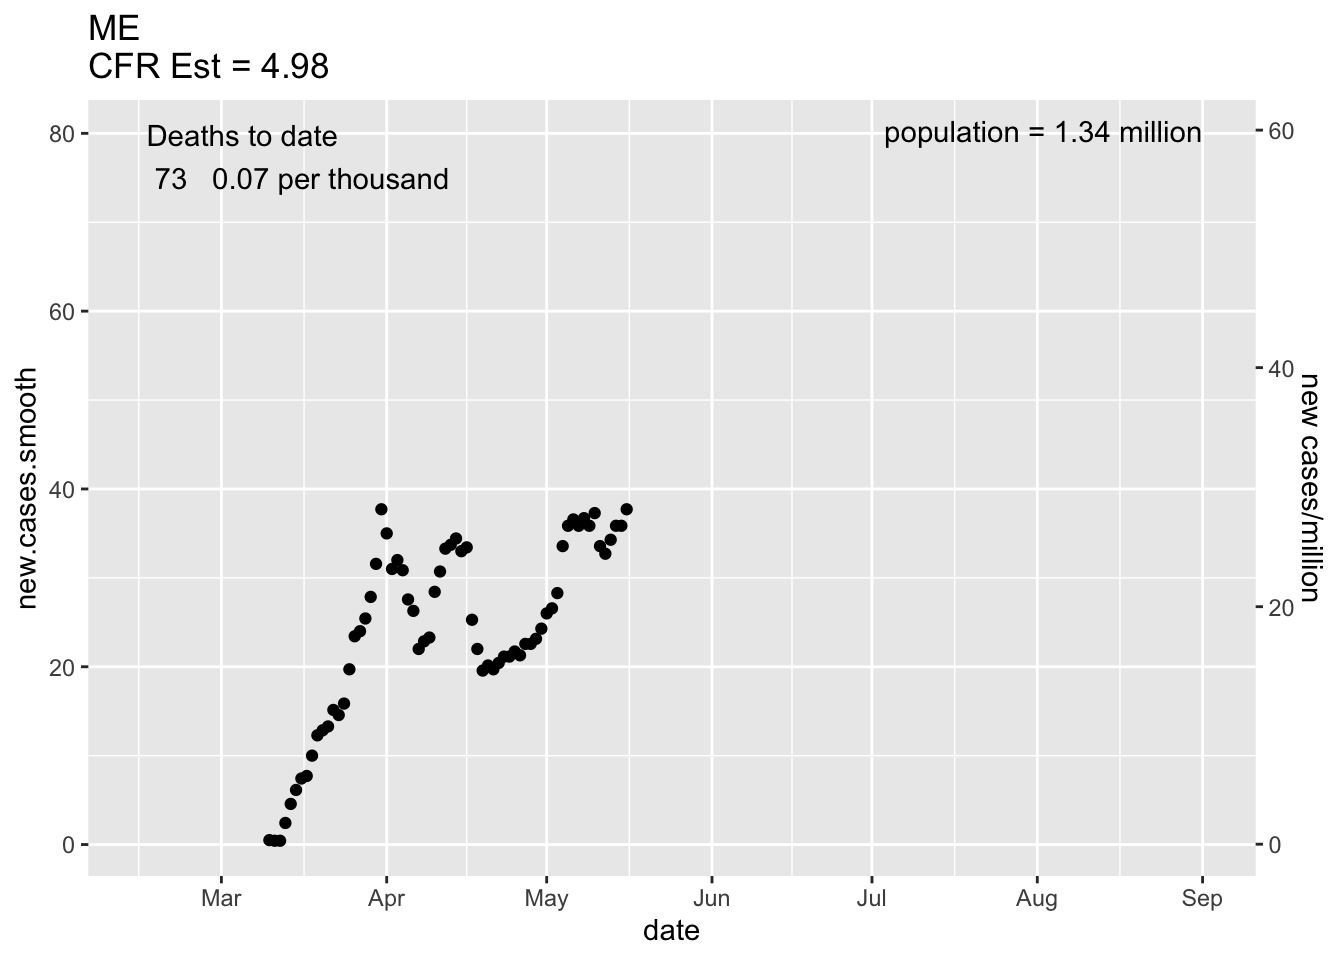 ME
CFR Est = 4.98
Deaths to date
73 0.07 per thousand
population = 1.34 million
80
60
40
20
0
new.cases.smooth
60
40
20
0
new cases/million
Mar Apr May Jun Jul Aug Sep
date